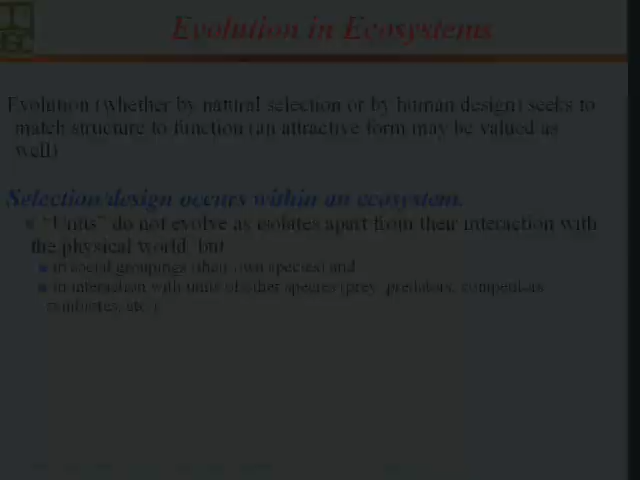 Evolution in Ecosystems
Evolution (whether by natural selection or by human design) seeks to
match structure to function (an attractive form may be valued as
well)
Selection/design occurs within an ecosystem.
"Units" do not evolve as isolates apart from their interaction with
the physical world, but
in social groupings (their own species) and
in interaction with units of other species (prey, predators, competitors,
symbiotes, etc.)